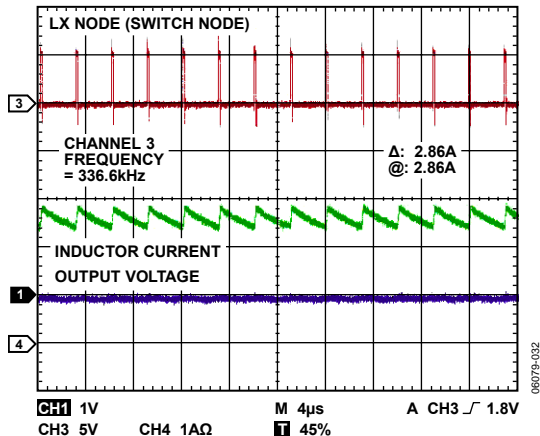 LX NODE (SWITCH NODE)
3
CHANNEL 3
FREQUENCY
= 336.6kHz
Δ: 2.86A
@: 2.86A
INDUCTOR CURRENT
OUTPUT VOLTAGE
1
4
CH1 1V M 4µs A CH3 1.8V
CH3 5V CH4 1AΩ T 45%
06079-032